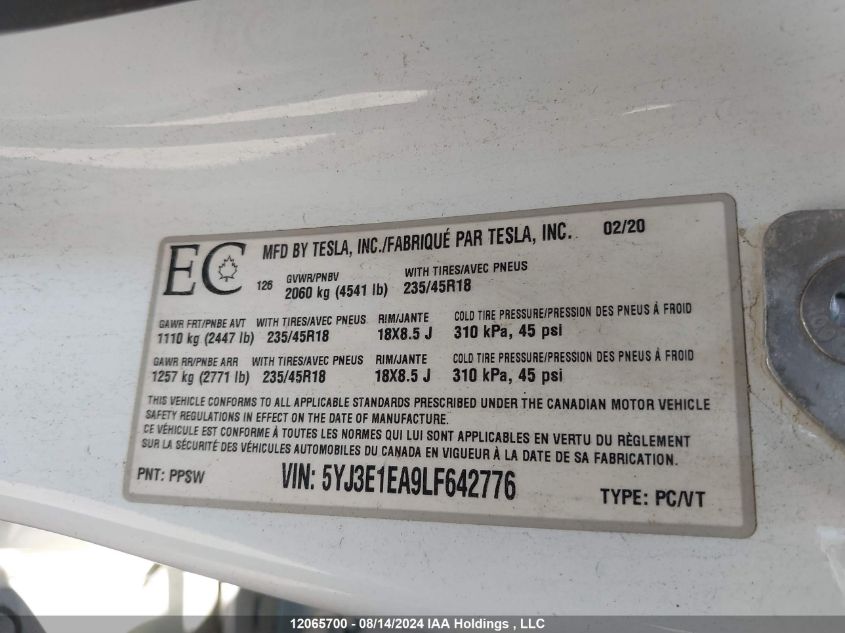 EC MFD BY TESLA, INC./FABRIQUÉ PAR TESLA, INC. 02/20
126 GVWR/PNBV WITH TIRES/AVEC PNEUS
2060 kg (4541 lb) 235/45R18
GAWR FRT/PNBE AVT WITH TIRES/AVEC PNEUS RIM/JANTE COLD TIRE PRESSURE/PRESSION DES PNEUS À FROID
1110 kg (2447 lb) 235/45R18 18X8.5 J 310 kPa, 45 psi
GAWR RR/PNBE ARR WITH TIRES/AVEC PNEUS RIM/JANTE COLD TIRE PRESSURE/PRESSION DES PNEUS À FROID
1257 kg (2771 lb) 235/45R18 18X8.5 J 310 kPa, 45 psi
THIS VEHICLE CONFORMS TO ALL APPLICABLE STANDARDS PRESCRIBED UNDER THE CANADIAN MOTOR VEHICLE
SAFETY REGULATIONS IN EFFECT ON THE DATE OF MANUFACTURE.
CE VÉHICULE EST CONFORME À TOUTES LES NORMES QUI LUI SONT APPLICABLES EN VERTU DU RÈGLEMENT
SUR LA SÉCURITÉ DES VÉHICULES AUTOMOBILES DU CANADA EN VIGUEUR À LA DATE DE SA FABRICATION.
PNT: PPSW VIN: 5YJ3E1EA9LF642776 TYPE: PC/VT
12065700 - 08/14/2024 IAA Holdings , LLC